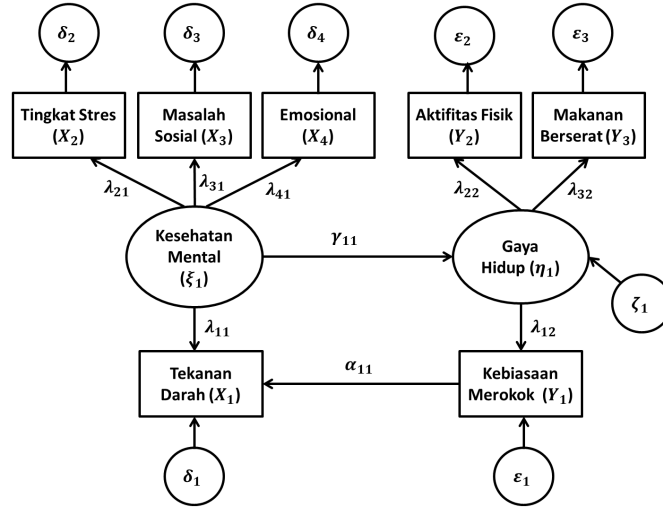 δ₂
δ₃
δ₄
ε₂
ε₃
Tingkat Stres
(X₂)
Masalah
Sosial (X₃)
Emosional
(X₄)
Aktifitas Fisik
(Y₂)
Makanan
Berserat (Y₃)
λ₂₁
λ₃₁
λ₄₁
λ₂₂
λ₃₂
Kesehatan
Mental
(ξ₁)
γ₁₁
Gaya
Hidup (η₁)
ζ₁
λ₁₁
λ₁₂
Tekanan
Darah (X₁)
α₁₁
Kebiasaan
Merokok (Y₁)
δ₁
ε₁